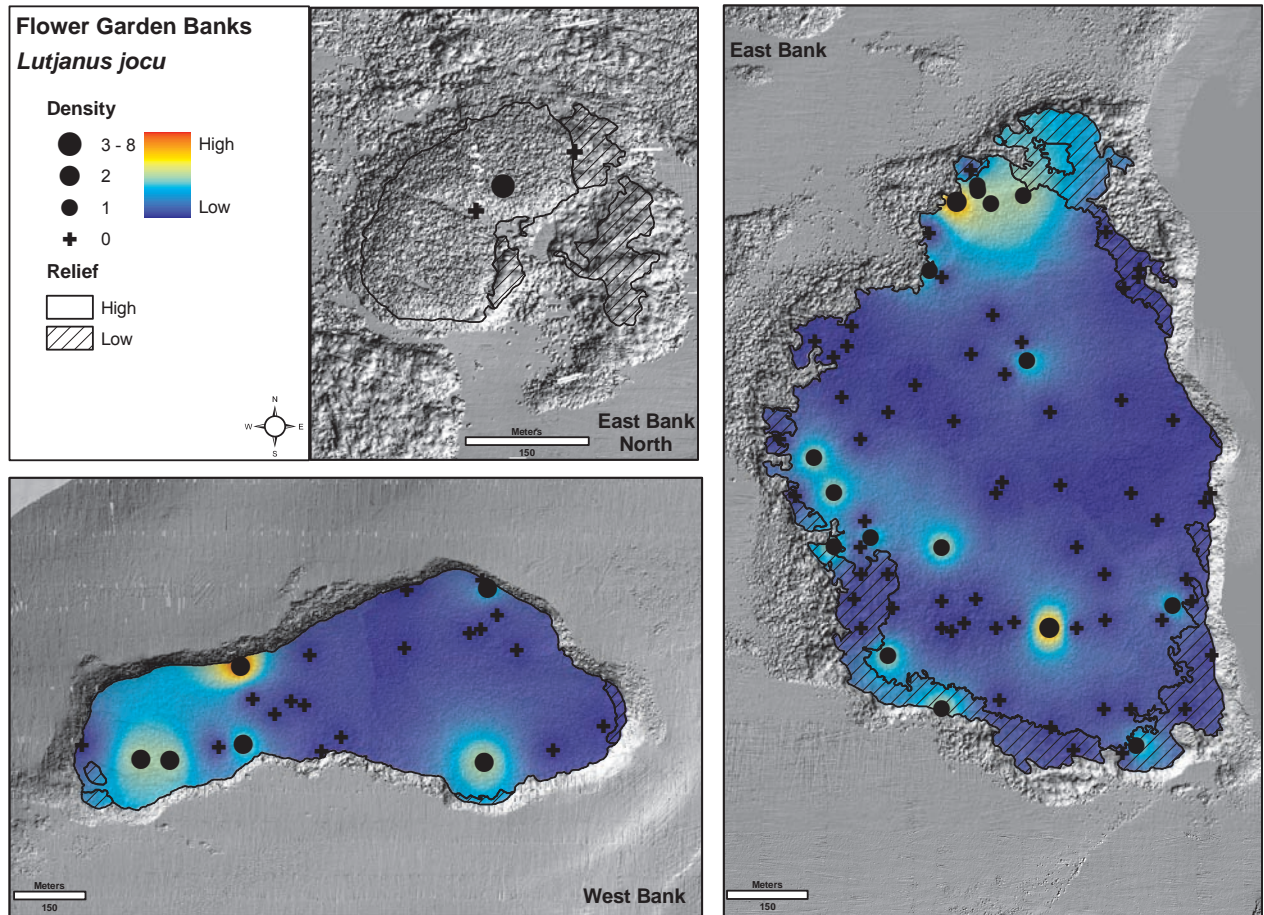 Flower Garden Banks
Lutjanus jocu
Density
3 - 8
2
1
0
High
Low
Relief
High
Low
N
W
E
S
Meter's
150
East Bank
North
East Bank
Meters
150
West Bank
Meters
150